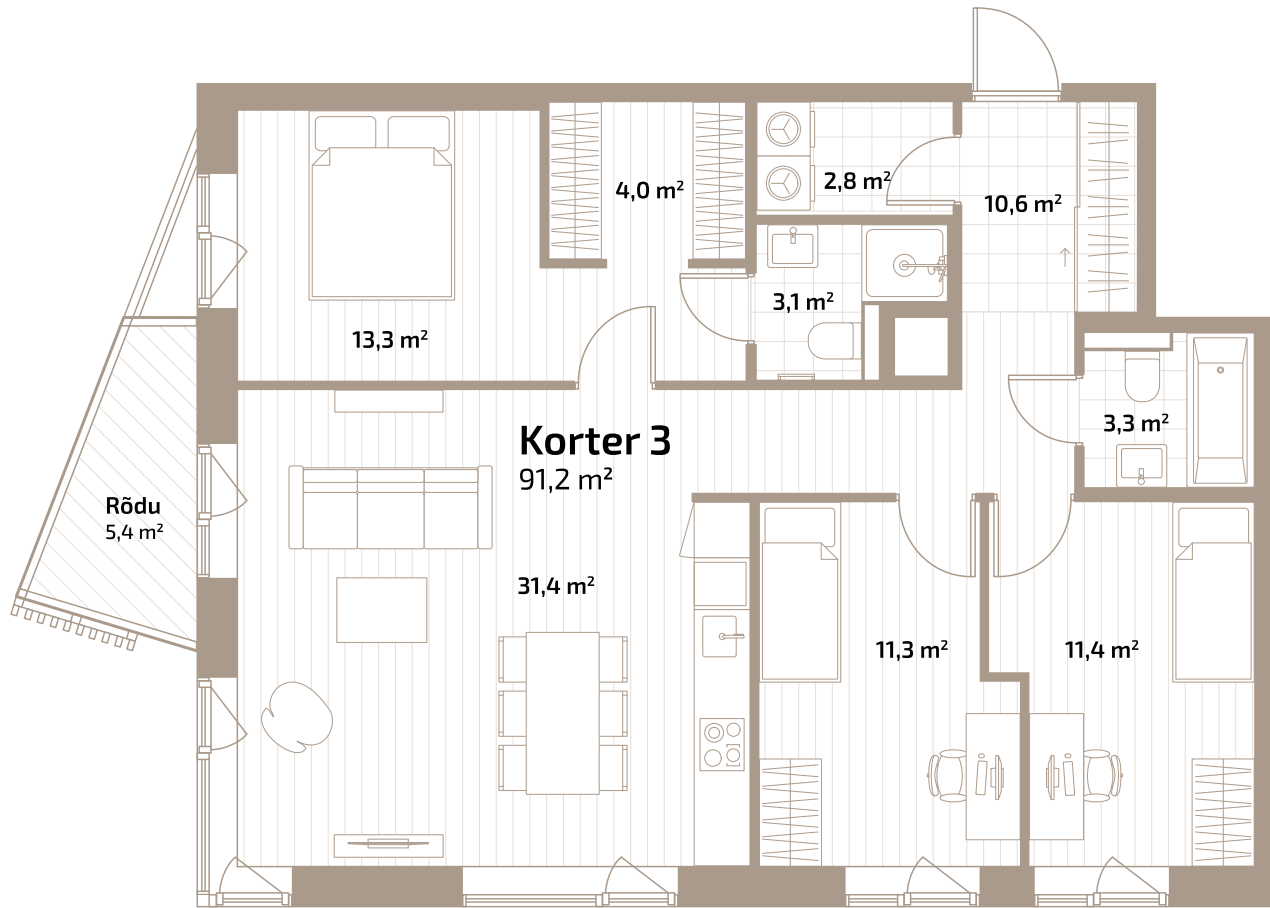 4,0 m²
2,8 m²
10,6 m²
3,1 m²
13,3 m²
3,3 m²
Korter 3
91,2 m²
Rõdu
5,4 m²
31,4 m²
11,3 m²
11,4 m²